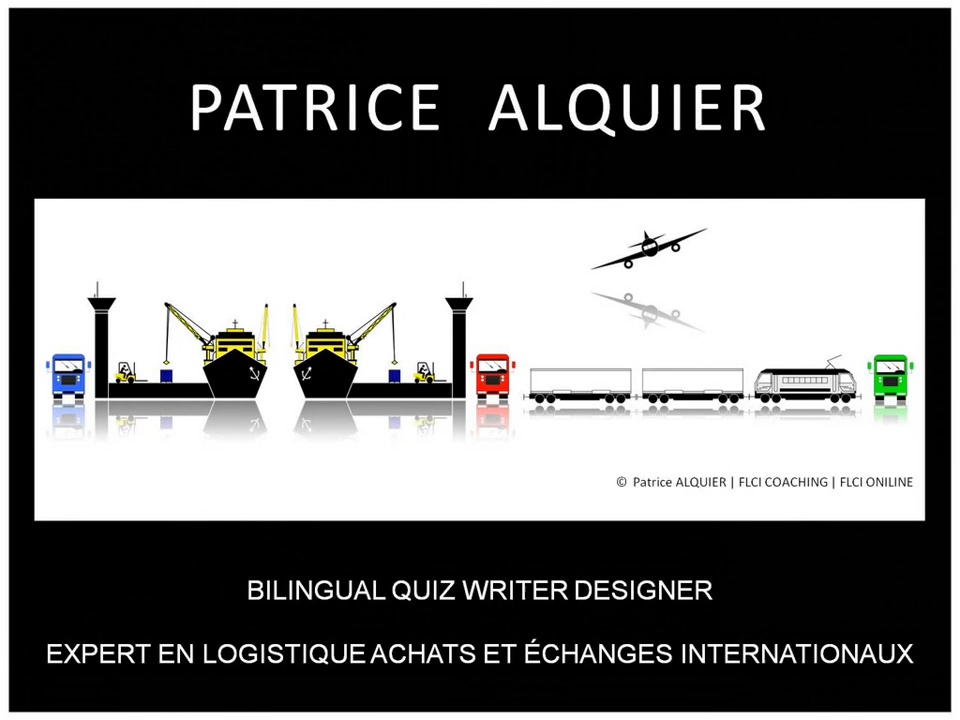 PATRICE ALQUIER
© Patrice ALQUIER | FLCI COACHING | FLCI ONILINE
BILINGUAL QUIZ WRITER DESIGNER
EXPERT EN LOGISTIQUE ACHATS ET ÉCHANGES INTERNATIONAUX